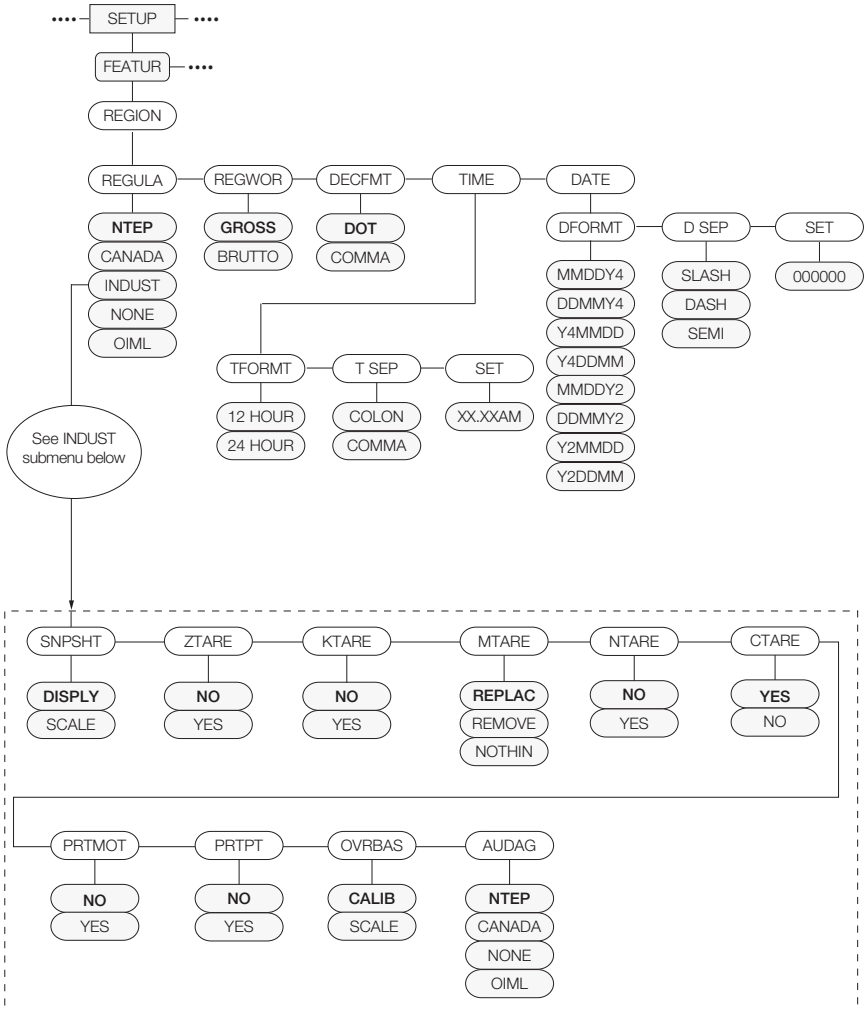 SETUP
FEATUR
REGION
REGULA REGWOR DECFMT TIME DATE
NTEP GROSS DOT DFORMT D SEP SET
CANADA BRUTTO COMMA MMDDY4 SLASH 000000
INDUST DDMMY4 DASH
NONE Y4MMDD SEMI
OIML Y4DDMM
TFORMT T SEP SET MMDDY2
12 HOUR COLON XX.XXAM DDMMY2
24 HOUR COMMA Y2MMDD
Y2DDMM
See INDUST
submenu below
SNPSHT ZTARE KTARE MTARE NTARE CTARE
DISPLY NO NO REPLAC NO YES
SCALE YES YES REMOVE YES NO
NOTHIN
PRTMOT PRTPT OVRBAS AUDAG
NO NO CALIB NTEP
YES YES SCALE CANADA
NONE
OIML